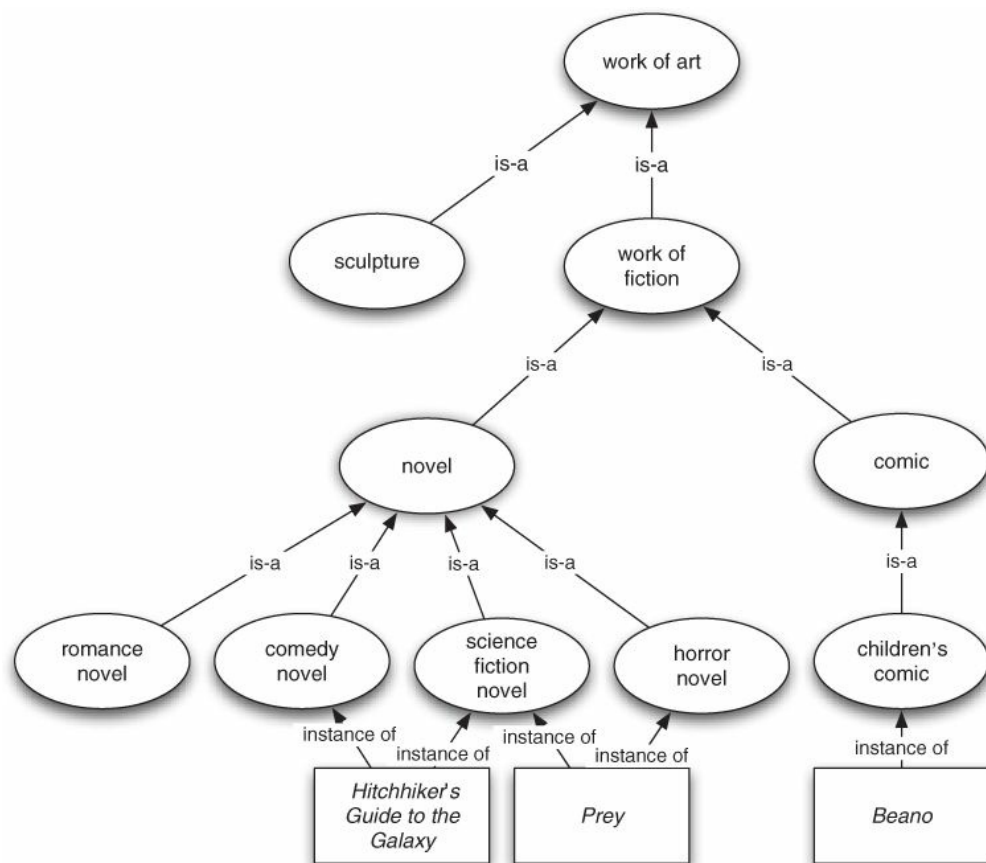 work of art
is-a
is-a
sculpture
work of
fiction
is-a
is-a
novel
comic
is-a
is-a
is-a
is-a
is-a
romance
novel
comedy
novel
science
fiction
novel
horror
novel
children's
comic
instance of
instance of
instance of
instance of
instance of
Hitchhiker's
Guide to the
Galaxy
Prey
Beano